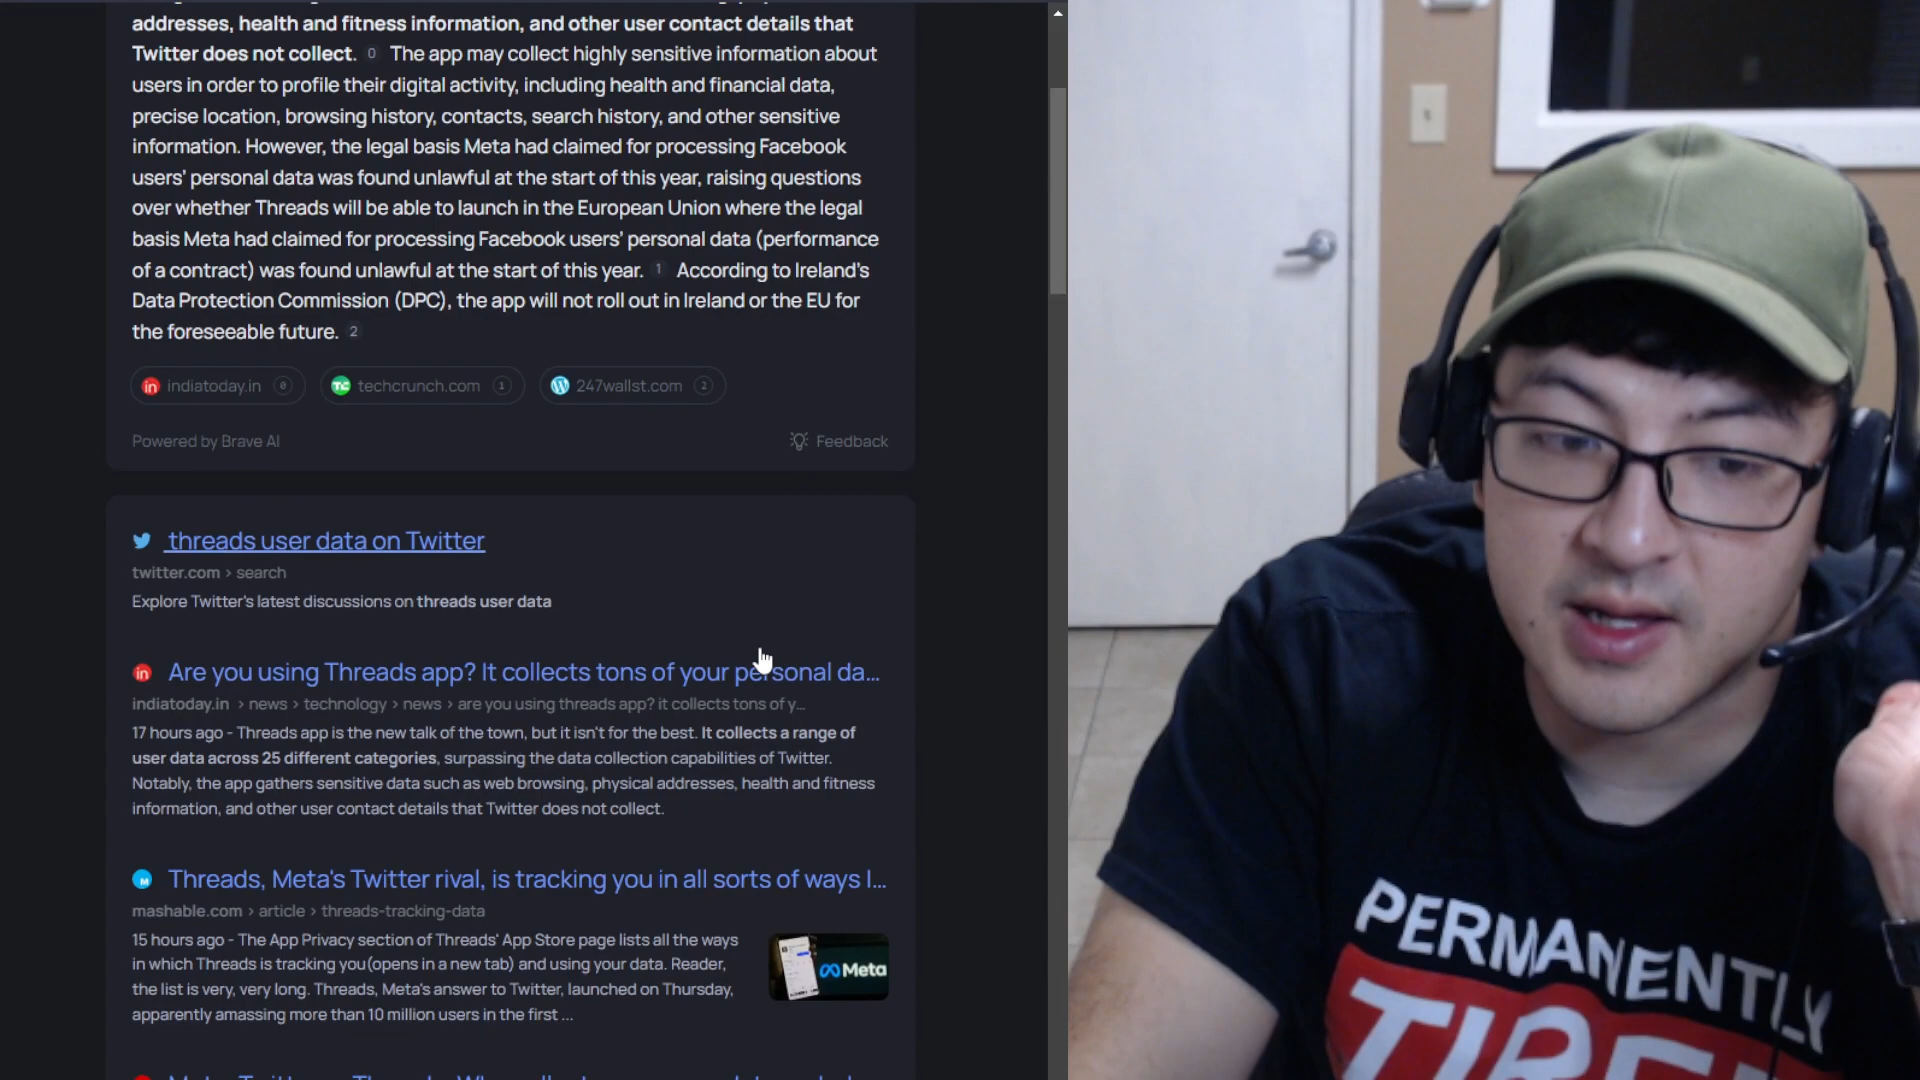 addresses, health and fitness information, and other user contact details that
Twitter does not collect. 0 The app may collect highly sensitive information about
users in order to profile their digital activity, including health and financial data,
precise location, browsing history, contacts, search history, and other sensitive
information. However, the legal basis Meta had claimed for processing Facebook
users' personal data was found unlawful at the start of this year, raising questions
over whether Threads will be able to launch in the European Union where the legal
basis Meta had claimed for processing Facebook users' personal data (performance
of a contract) was found unlawful at the start of this year. 1 According to Ireland's
Data Protection Commission (DPC), the app will not roll out in Ireland or the EU for
the foreseeable future. 2
indiatoday.in 0 techcrunch.com 1 247wallst.com 2
Powered by Brave AI Feedback
threads user data on Twitter
twitter.com › search
Explore Twitter's latest discussions on threads user data
Are you using Threads app? It collects tons of your personal da...
indiatoday.in › news › technology › news › are you using threads app? it collects tons of y...
17 hours ago - Threads app is the new talk of the town, but it isn't for the best. It collects a range of
user data across 25 different categories, surpassing the data collection capabilities of Twitter.
Notably, the app gathers sensitive data such as web browsing, physical addresses, health and fitness
information, and other user contact details that Twitter does not collect.
Threads, Meta's Twitter rival, is tracking you in all sorts of ways I...
mashable.com › article › threads-tracking-data
15 hours ago - The App Privacy section of Threads' App Store page lists all the ways
in which Threads is tracking you(opens in a new tab) and using your data. Reader,
the list is very, very long. Threads, Meta's answer to Twitter, launched on Thursday,
apparently amassing more than 10 million users in the first ...
Meta
PERMANENTLY
TIRED